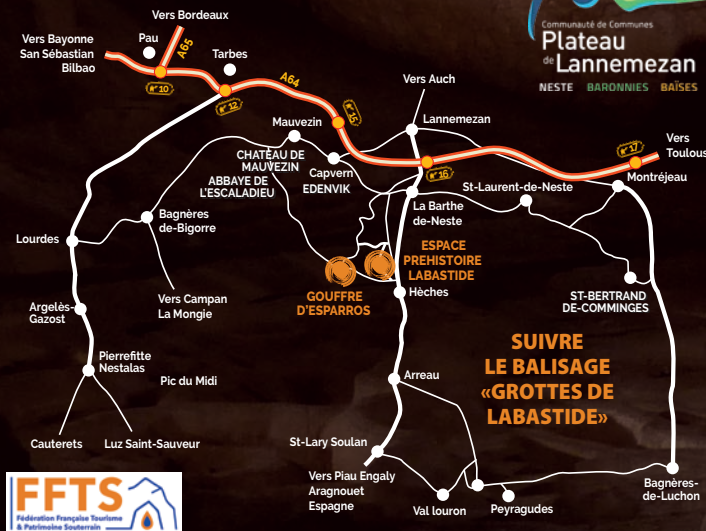 Vers Bordeaux
Communauté de Communes
Plateau
de Lannemezan
NESTE BARONNIES BAÏSES
Vers Bayonne
San Sébastian
Bilbao
Pau
A65
Tarbes
N° 10
N° 12
A64
Vers Auch
N° 15
Mauvezin
Lannemezan
N° 17
Vers
Toulous
CHATEAU DE
MAUVEZIN
Capvern
EDENVIK
N° 16
Montréjeau
ABBAYE DE
L'ESCALADIEU
St-Laurent-de-Neste
La Barthe
de-Neste
Bagnères
de-Bigorre
Lourdes
ESPACE
PREHISTOIRE
LABASTIDE
GOUFFRE
D'ESPARROS
Hèches
ST-BERTRAND
DE-COMMINGES
Vers Campan
La Mongie
Argelès-
Gazost
SUIVRE
LE BALISAGE
«GROTTES DE
LABASTIDE»
Pierrefitte
Nestalas
Pic du Midi
Arreau
Cauterets
Luz Saint-Sauveur
St-Lary Soulan
Vers Piau Engaly
Aragnouet
Espagne
Val louron
Peyragudes
Bagnères-
de-Luchon
FFTS
Fédération Française Tourisme
& Patrimoine Souterrain